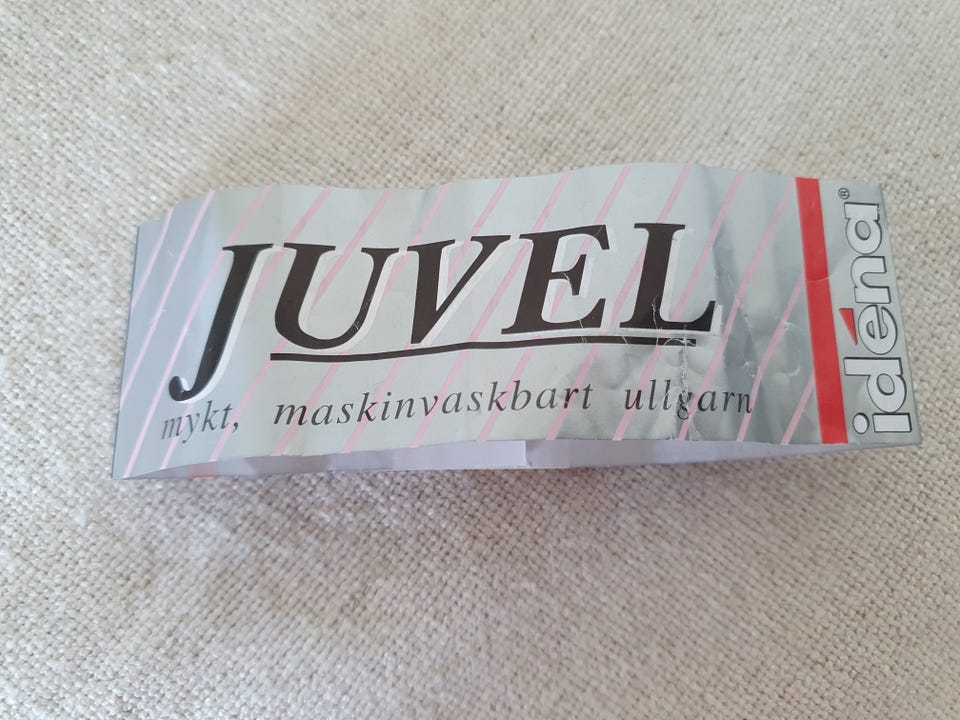 JUVEL
mykt, maskinvaskbart ullgarn
idéna®